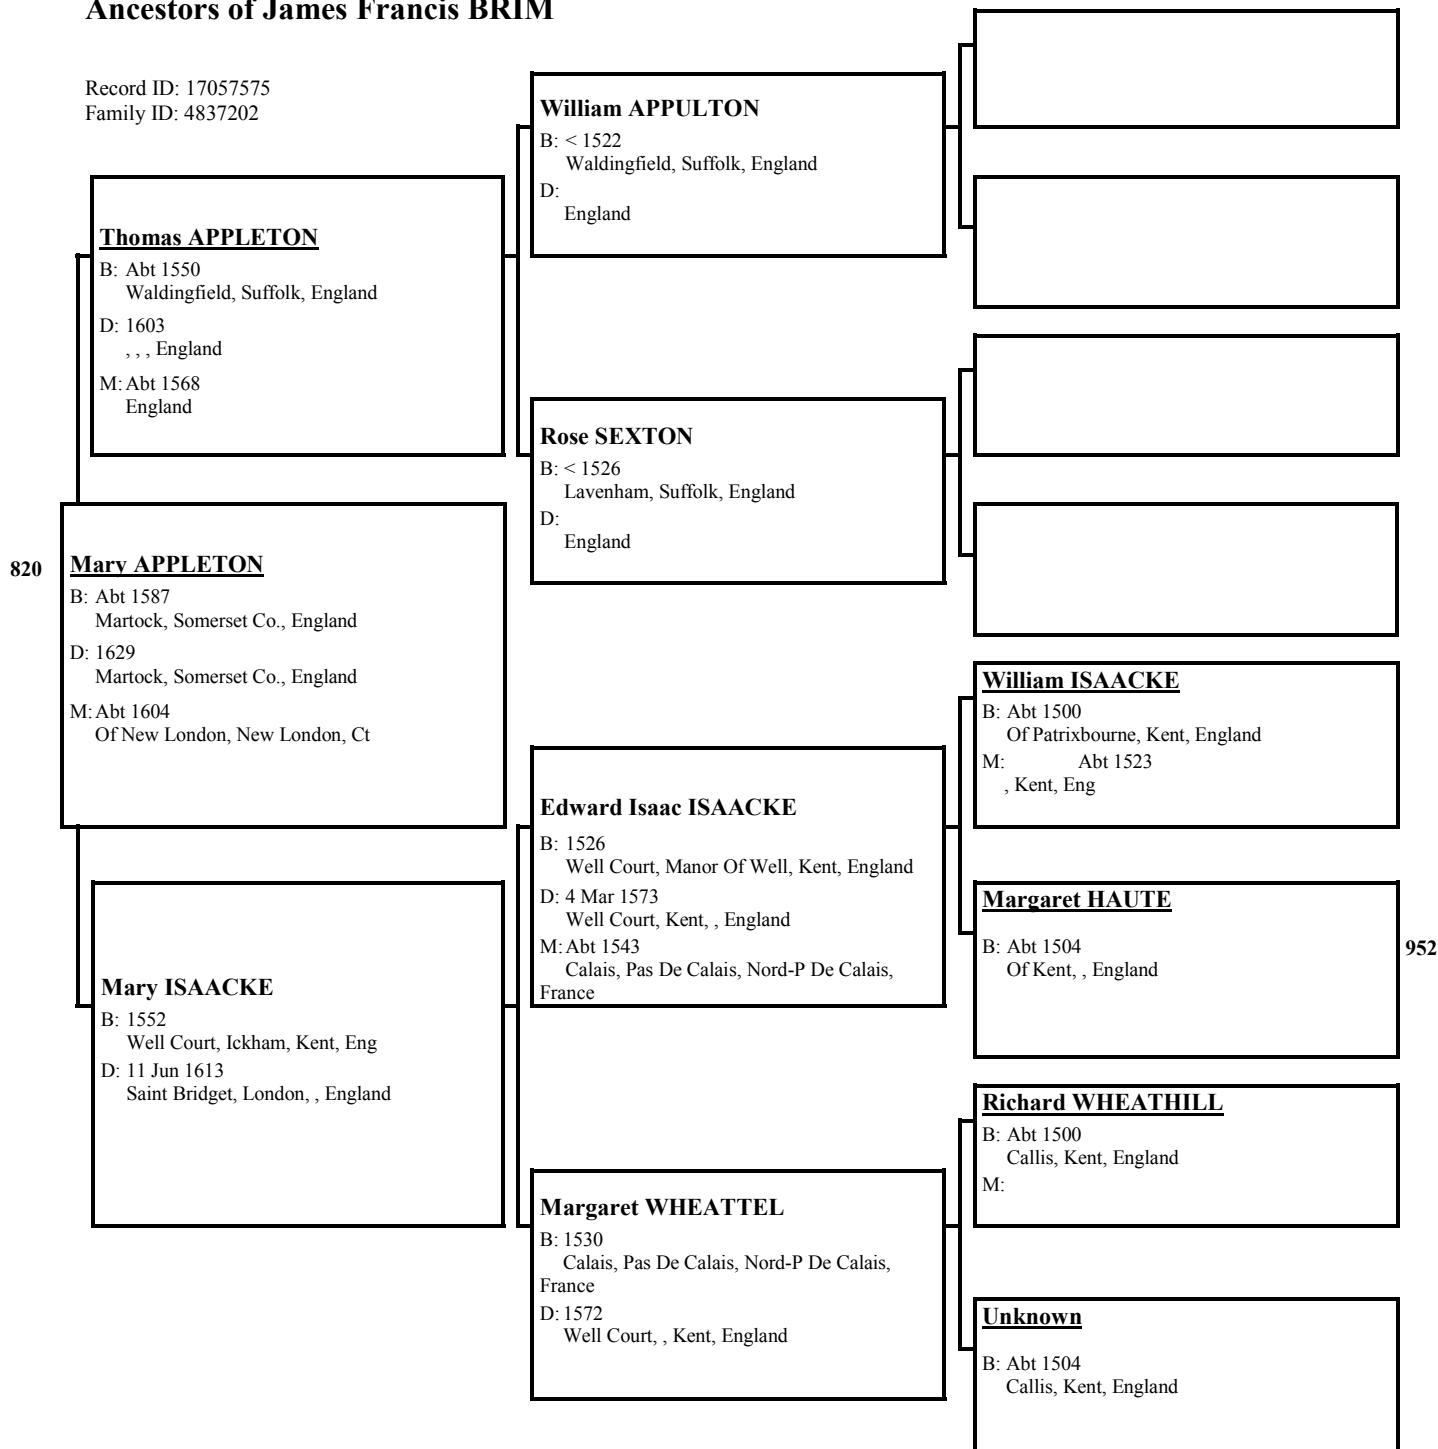 Ancestors of James Francis BRIM
Record ID: 17057575
Family ID: 4837202
William APPULTON
B: < 1522
Waldingfield, Suffolk, England
D:
England
Thomas APPLETON
B: Abt 1550
Waldingfield, Suffolk, England
D: 1603
, , , England
M: Abt 1568
England
Rose SEXTON
B: < 1526
Lavenham, Suffolk, England
D:
England
820
Mary APPLETON
B: Abt 1587
Martock, Somerset Co., England
D: 1629
Martock, Somerset Co., England
M: Abt 1604
Of New London, New London, Ct
William ISAACKE
B: Abt 1500
Of Patrixbourne, Kent, England
M: Abt 1523
, Kent, Eng
Edward Isaac ISAACKE
B: 1526
Well Court, Manor Of Well, Kent, England
D: 4 Mar 1573
Well Court, Kent, , England
M: Abt 1543
Calais, Pas De Calais, Nord-P De Calais,
France
Margaret HAUTE
B: Abt 1504
Of Kent, , England
952
Mary ISAACKE
B: 1552
Well Court, Ickham, Kent, Eng
D: 11 Jun 1613
Saint Bridget, London, , England
Richard WHEATHILL
B: Abt 1500
Callis, Kent, England
M:
Margaret WHEATTEL
B: 1530
Calais, Pas De Calais, Nord-P De Calais,
France
D: 1572
Well Court, , Kent, England
Unknown
B: Abt 1504
Callis, Kent, England